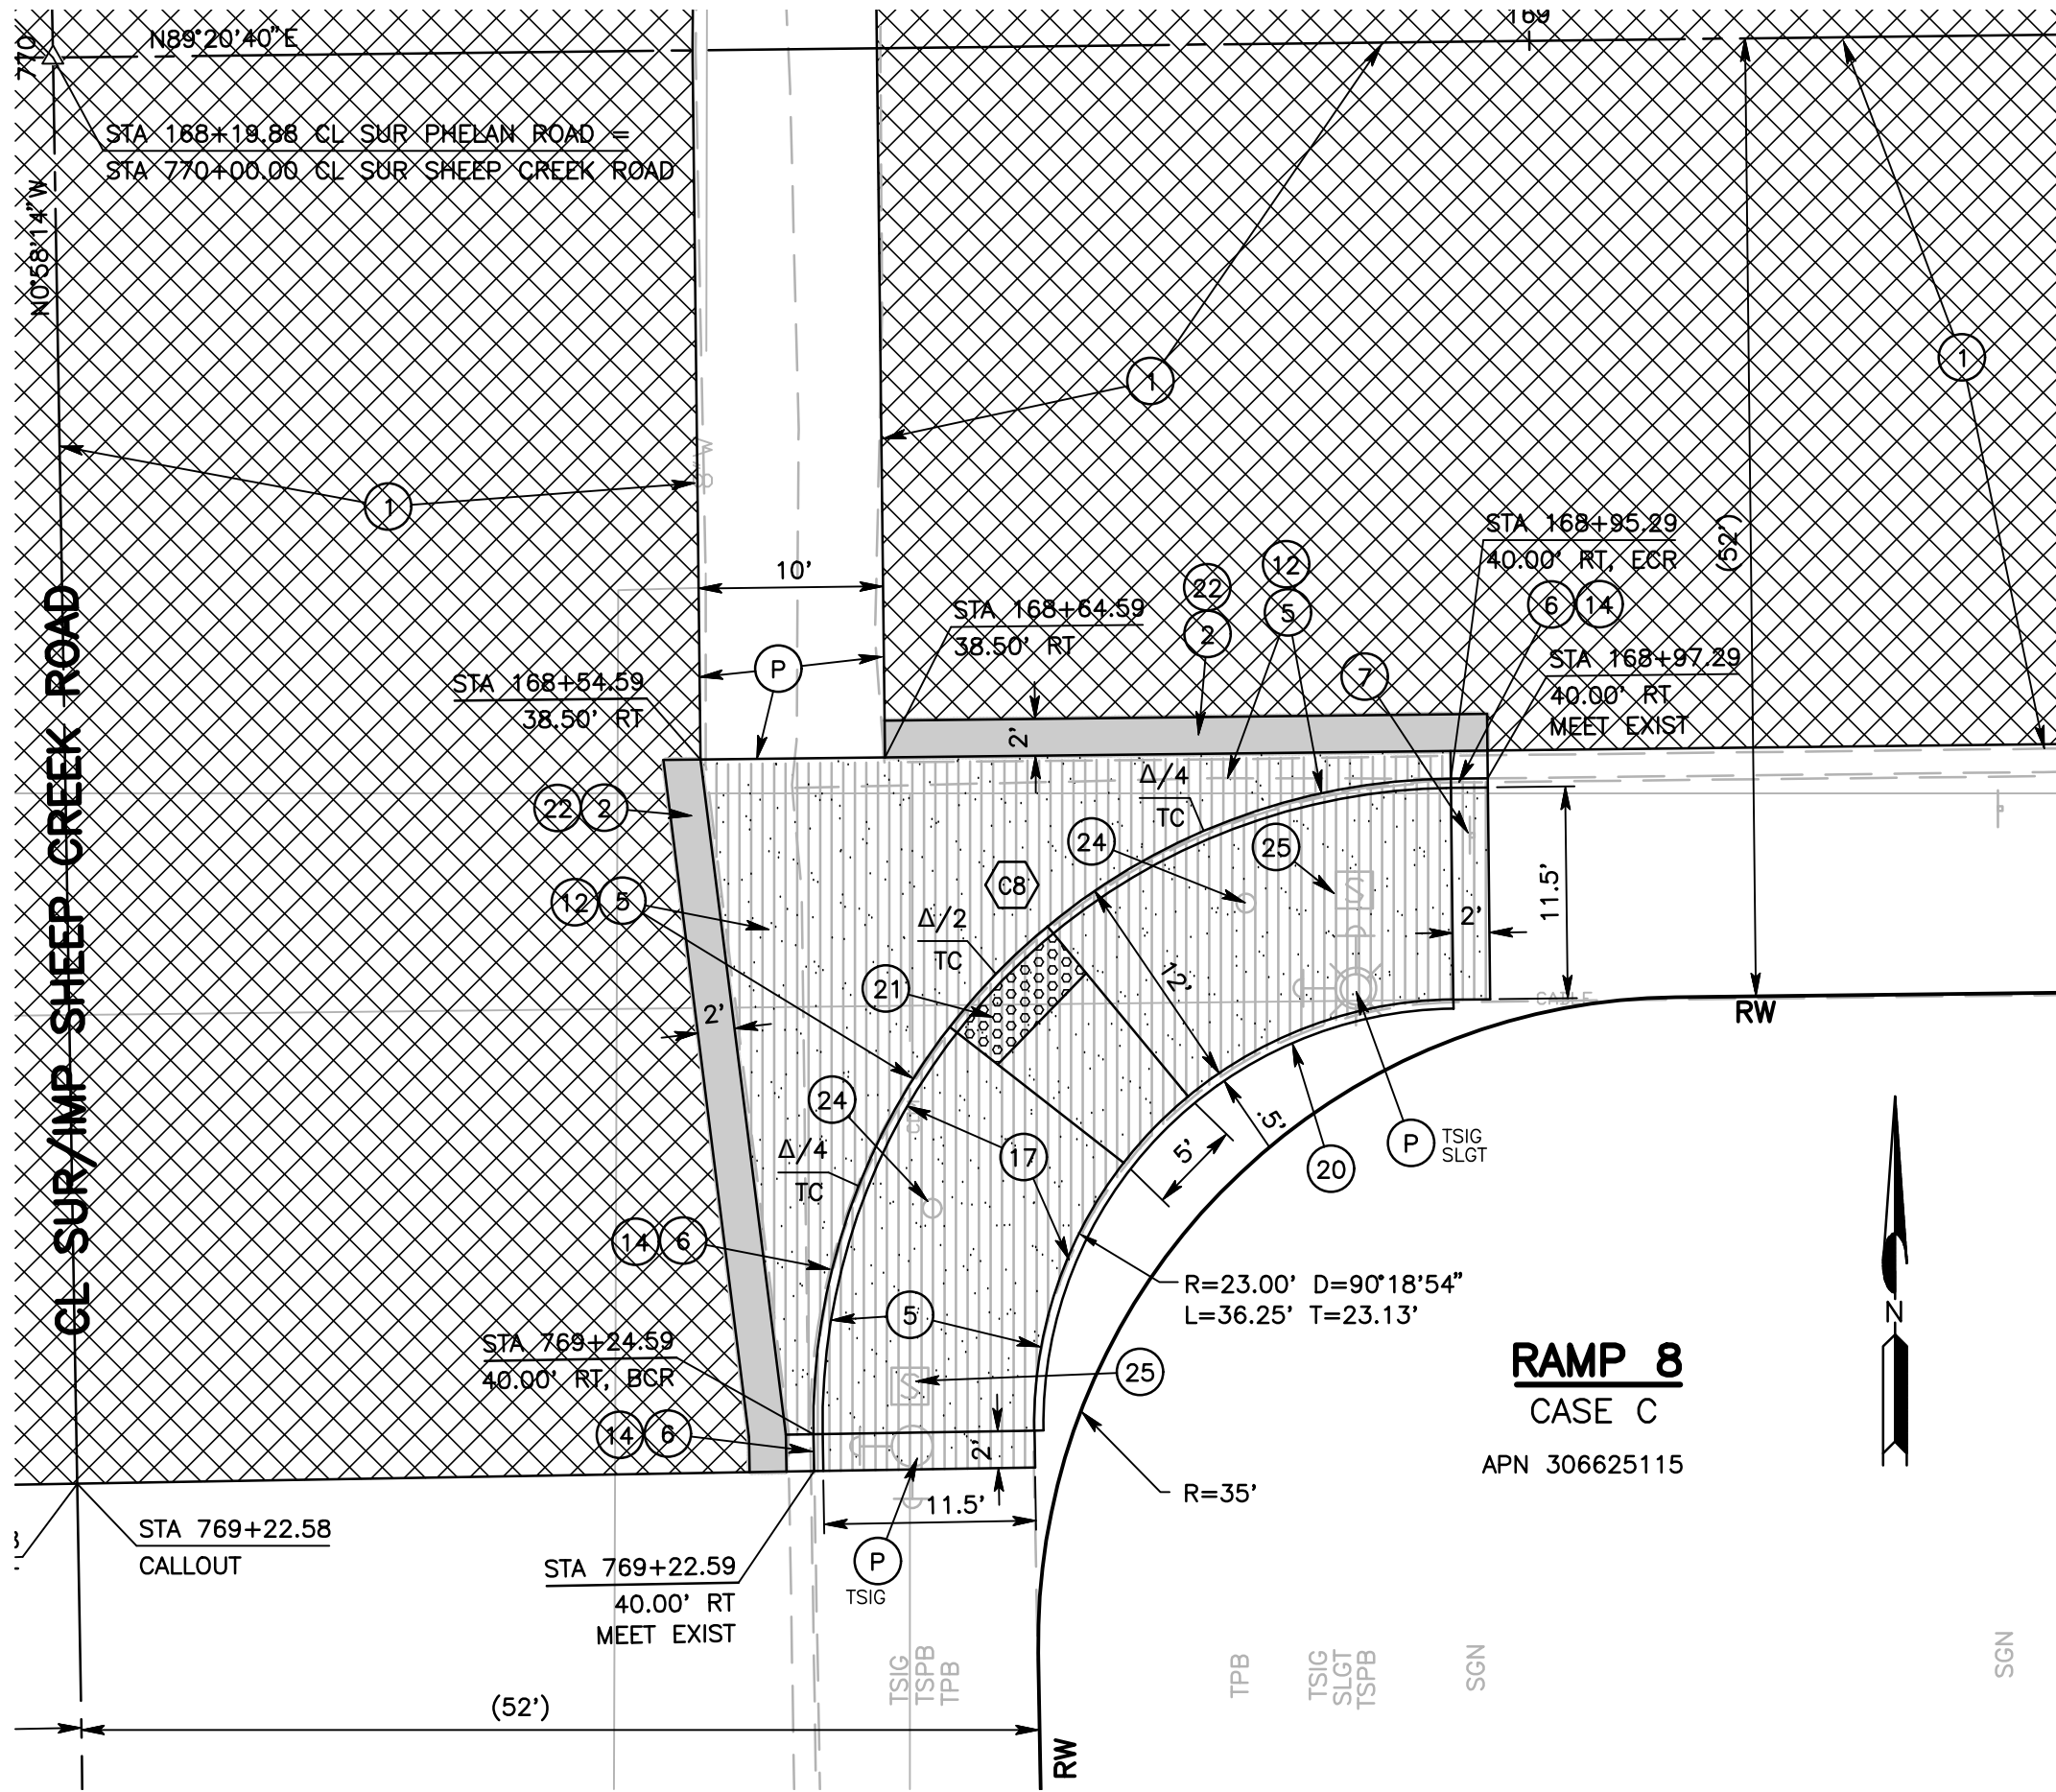 770
N89°20'40"E
169
STA 168+19.88 CL SUR PHELAN ROAD =
STA 770+00.00 CL SUR SHEEP CREEK ROAD
N0°58'14"W
1
1
1
CL SUR/IMP SHEEP CREEK ROAD
10'
P
STA 168+64.59
38.50' RT
STA 168+54.59
38.50' RT
22
2
12
5
7
STA 168+95.29
40.00' RT, ECR
6
14
(52')
STA 168+97.29
40.00' RT
MEET EXIST
2'
Δ/4
TC
22
2
12
5
C8
24
25
S
11.5'
2'
Δ/2
TC
21
12'
2'
CABLE
RW
24
17
.5'
5'
P
TSIG
SLGT
20
Δ/4
TC
14
6
R=23.00' D=90°18'54"
L=36.25' T=23.13'
5
N
STA 769+24.59
40.00' RT, BCR
S
25
14
6
2'
RAMP 8
CASE C
APN 306625115
R=35'
11.5'
STA 769+22.58
CALLOUT
STA 769+22.59
40.00' RT
MEET EXIST
P
TSIG
TSIG
TSPB
TPB
TPB
TSIG
SLGT
TSPB
SGN
SGN
(52')
RW